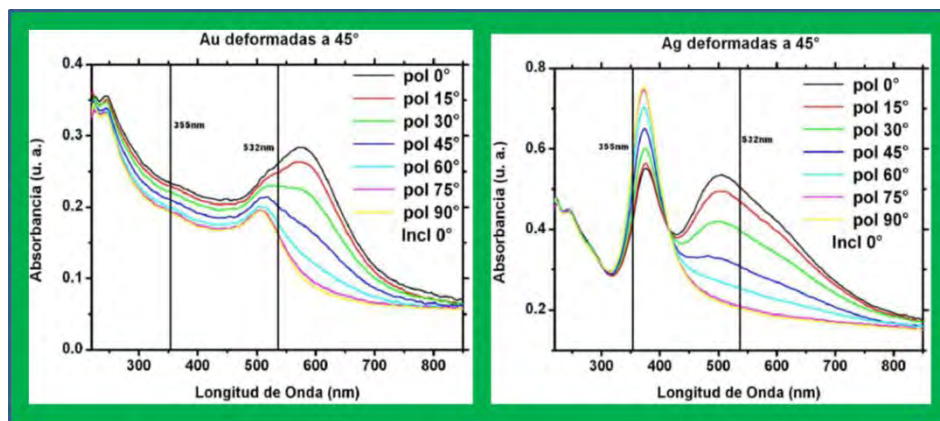 Au deformadas a 45°
0.4
0.3
0.2
0.1
0.0
Absorbancia (u. a.)
355nm
532nm
pol 0°
pol 15°
pol 30°
pol 45°
pol 60°
pol 75°
pol 90°
Incl 0°
300 400 500 600 700 800
Longitud de Onda (nm)
Ag deformadas a 45°
0.8
0.6
0.4
0.2
Absorbancia (u. a.)
355nm
532nm
pol 0°
pol 15°
pol 30°
pol 45°
pol 60°
pol 75°
pol 90°
Incl 0°
300 400 500 600 700 800
Longitud de Onda (nm)